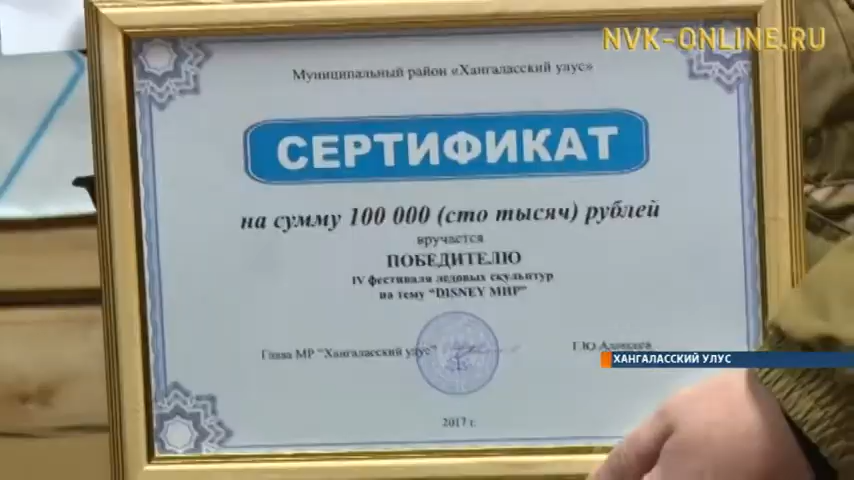 NVK-ONLINE.RU
Муниципальный район «Хангаласский улус»
СЕРТИФИКАТ
на сумму 100 000 (сто тысяч) рублей
вручается
ПОБЕДИТЕЛЮ
IV фестиваля ледовых скульптур
на тему "DISNEY МИР"
Глава МР "Хангаласский улус" Г.Ю.
ХАНГАЛАССКИЙ УЛУС
2017 г.